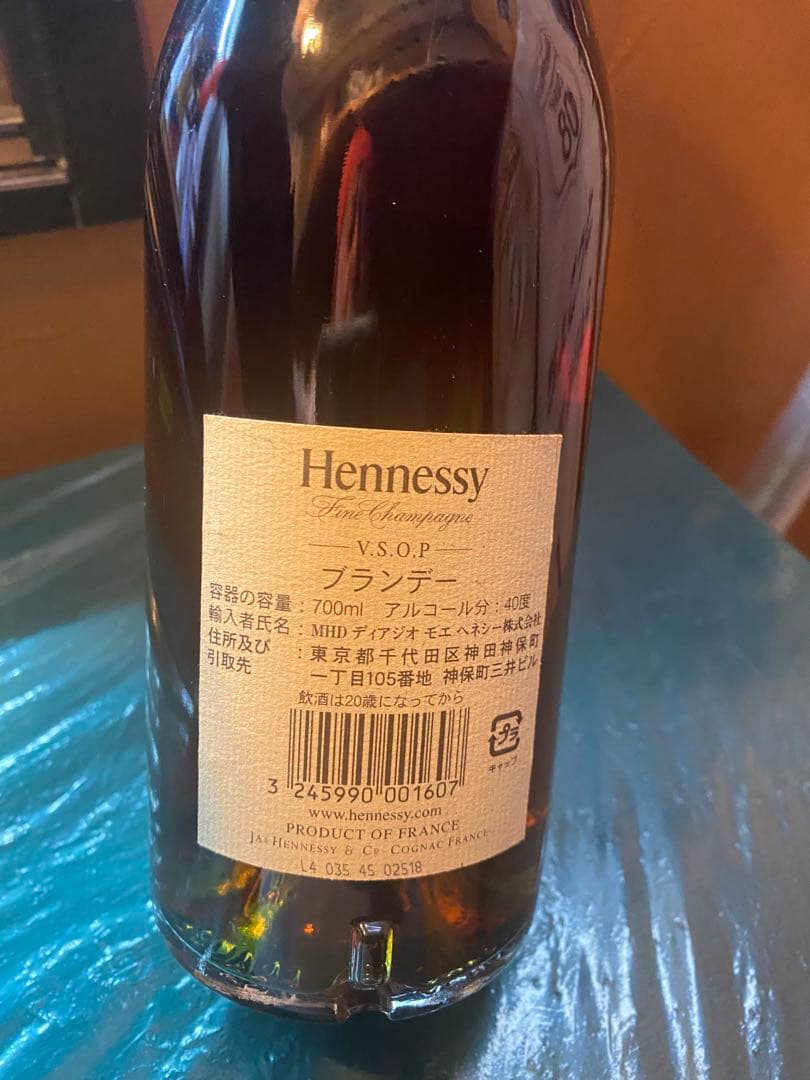 Hennessy
Fine Champagne
V.S.O.P
ブランデー
容器の容量：700ml アルコール分：40度
輸入者氏名：MHD ディアジオ モエ ヘネシー株式会社
住所及び引取先：東京都千代田区神田神保町
一丁目105番地 神保町三井ビル
飲酒は20歳になってから
プラ
キャップ
3 245990 001607
www.hennessy.com
PRODUCT OF FRANCE
JAs HENNESSY & Co - COGNAC FRANCE
L4 035 45 02518